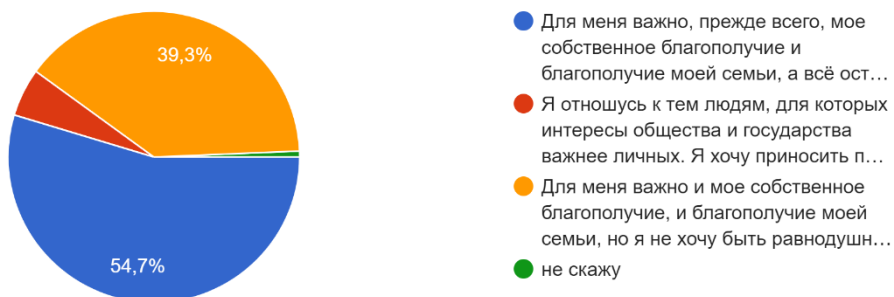 39,3%
54,7%
Для меня важно, прежде всего, мое
собственное благополучие и
благополучие моей семьи, а всё ост…
Я отношусь к тем людям, для которых
интересы общества и государства
важнее личных. Я хочу приносить п…
Для меня важно и мое собственное
благополучие, и благополучие моей
семьи, но я не хочу быть равнодушн…
не скажу